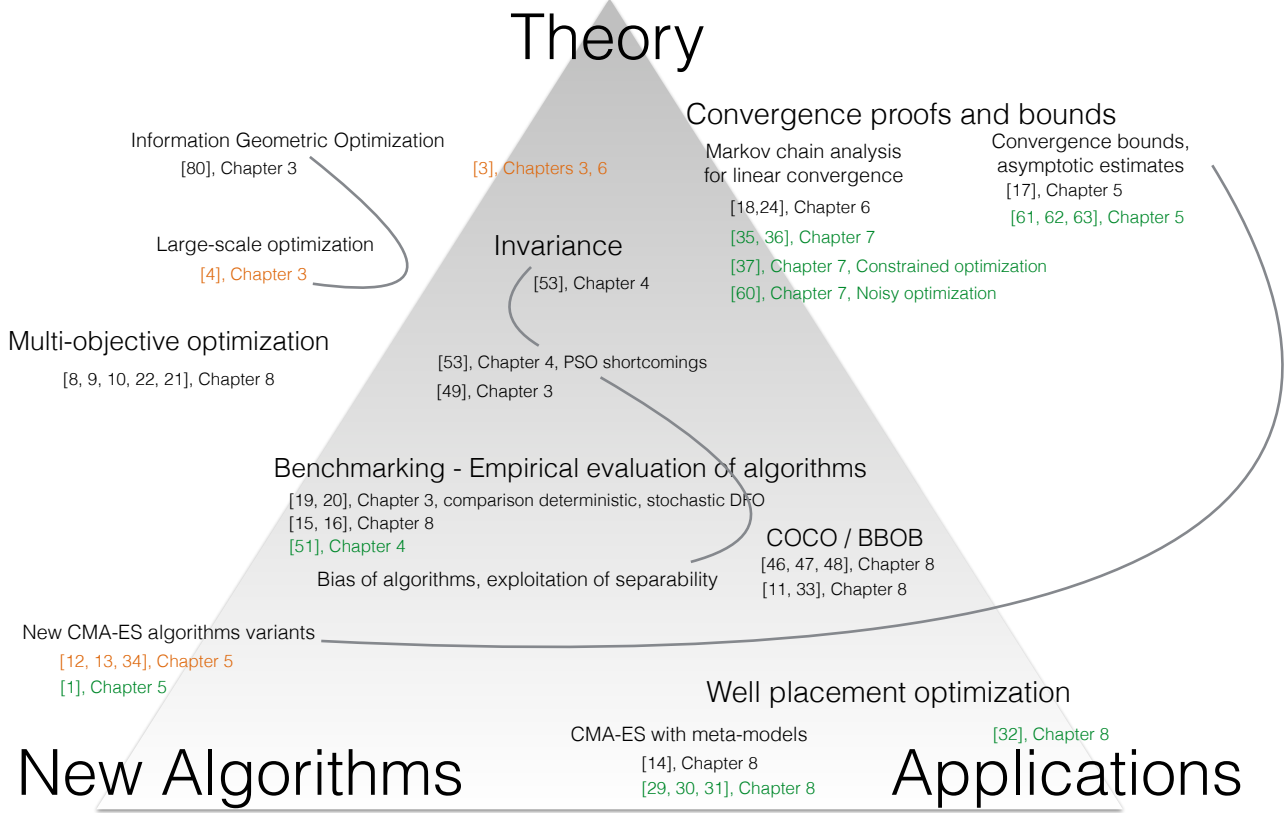 Theory
Convergence proofs and bounds
Information Geometric Optimization
[80], Chapter 3
[3], Chapters 3, 6
Markov chain analysis
for linear convergence
[18,24], Chapter 6
[35, 36], Chapter 7
[37], Chapter 7, Constrained optimization
[60], Chapter 7, Noisy optimization
Convergence bounds,
asymptotic estimates
[17], Chapter 5
[61, 62, 63], Chapter 5
Large-scale optimization
[4], Chapter 3
Invariance
[53], Chapter 4
Multi-objective optimization
[8, 9, 10, 22, 21], Chapter 8
[53], Chapter 4, PSO shortcomings
[49], Chapter 3
Benchmarking - Empirical evaluation of algorithms
[19, 20], Chapter 3, comparison deterministic, stochastic DFO
[15, 16], Chapter 8
[51], Chapter 4
Bias of algorithms, exploitation of separability
COCO / BBOB
[46, 47, 48], Chapter 8
[11, 33], Chapter 8
New CMA-ES algorithms variants
[12, 13, 34], Chapter 5
[1], Chapter 5
Well placement optimization
CMA-ES with meta-models
[14], Chapter 8
[29, 30, 31], Chapter 8
[32], Chapter 8
New Algorithms
Applications